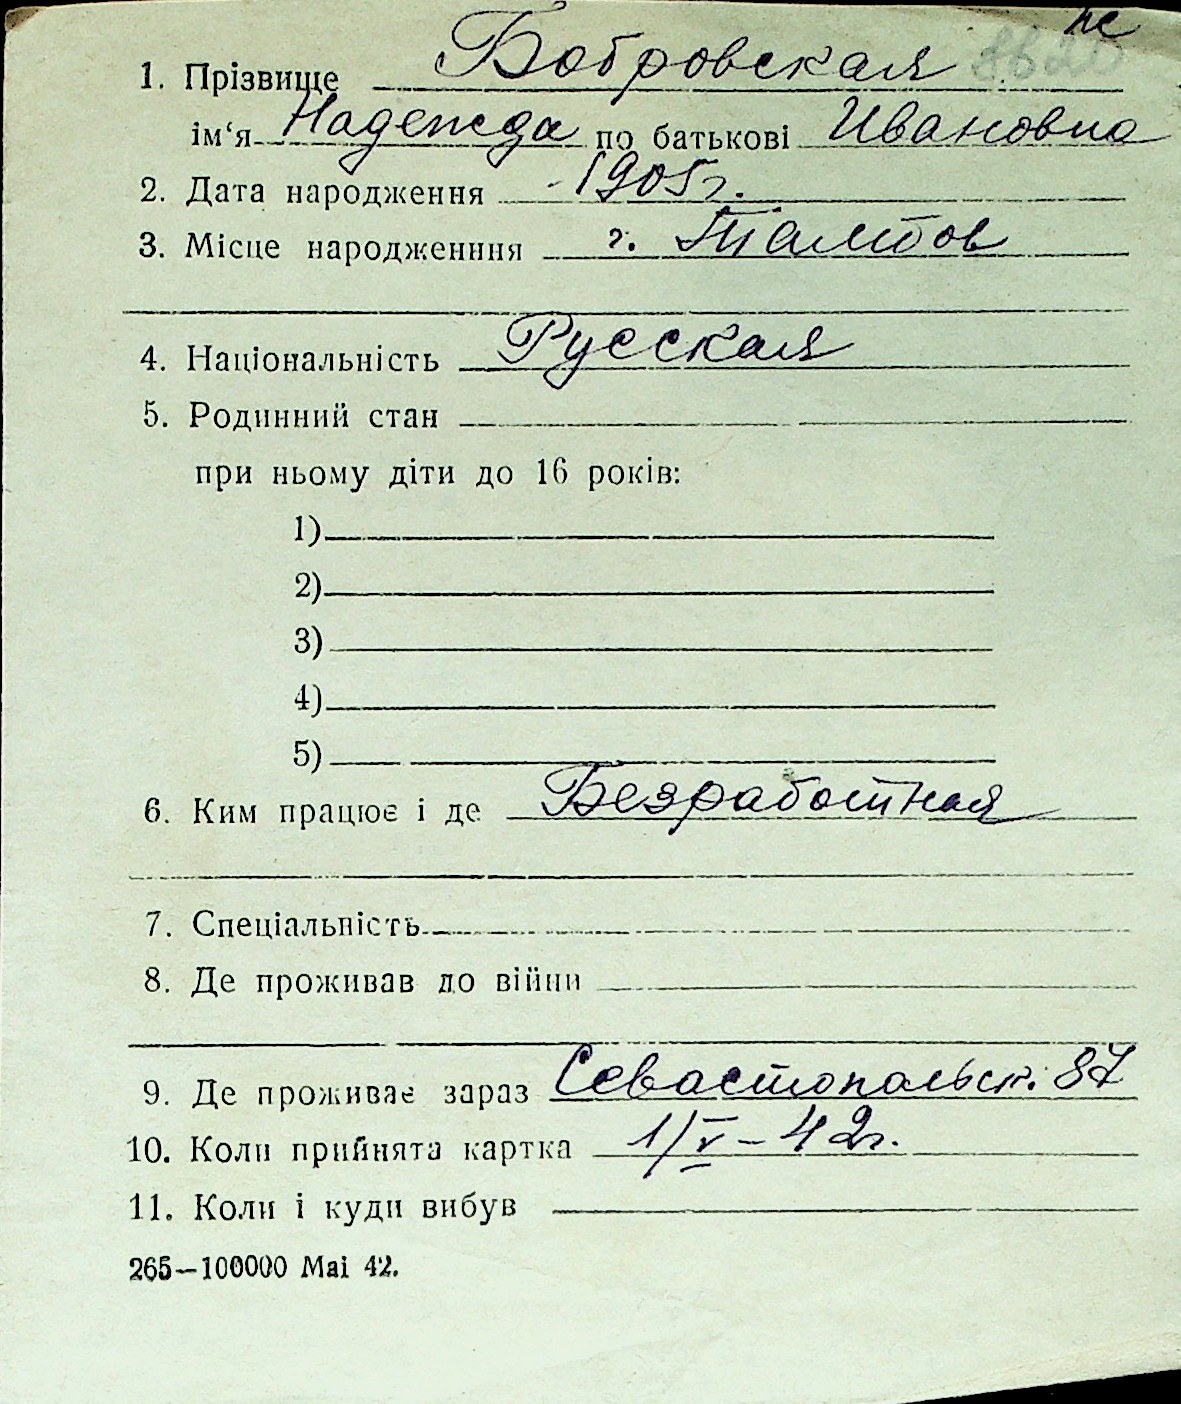 нс
1. Прізвище Бобровская
ім‘я Надежда по батькові Ивановна
2. Дата народження 1905 г.
3. Місце народженння г. Тамбов
4. Національність Русская
5. Родинний стан
при ньому діти до 16 років:
1)
2)
3)
4)
5)
6. Ким працює і де Безработная
7. Спеціальність
8. Де проживав до війни
9. Де проживає зараз Севастопольск. 87
10. Коли прийнята картка 1/V – 42 г.
11. Коли і куди вибув
265—100000 Mai 42.